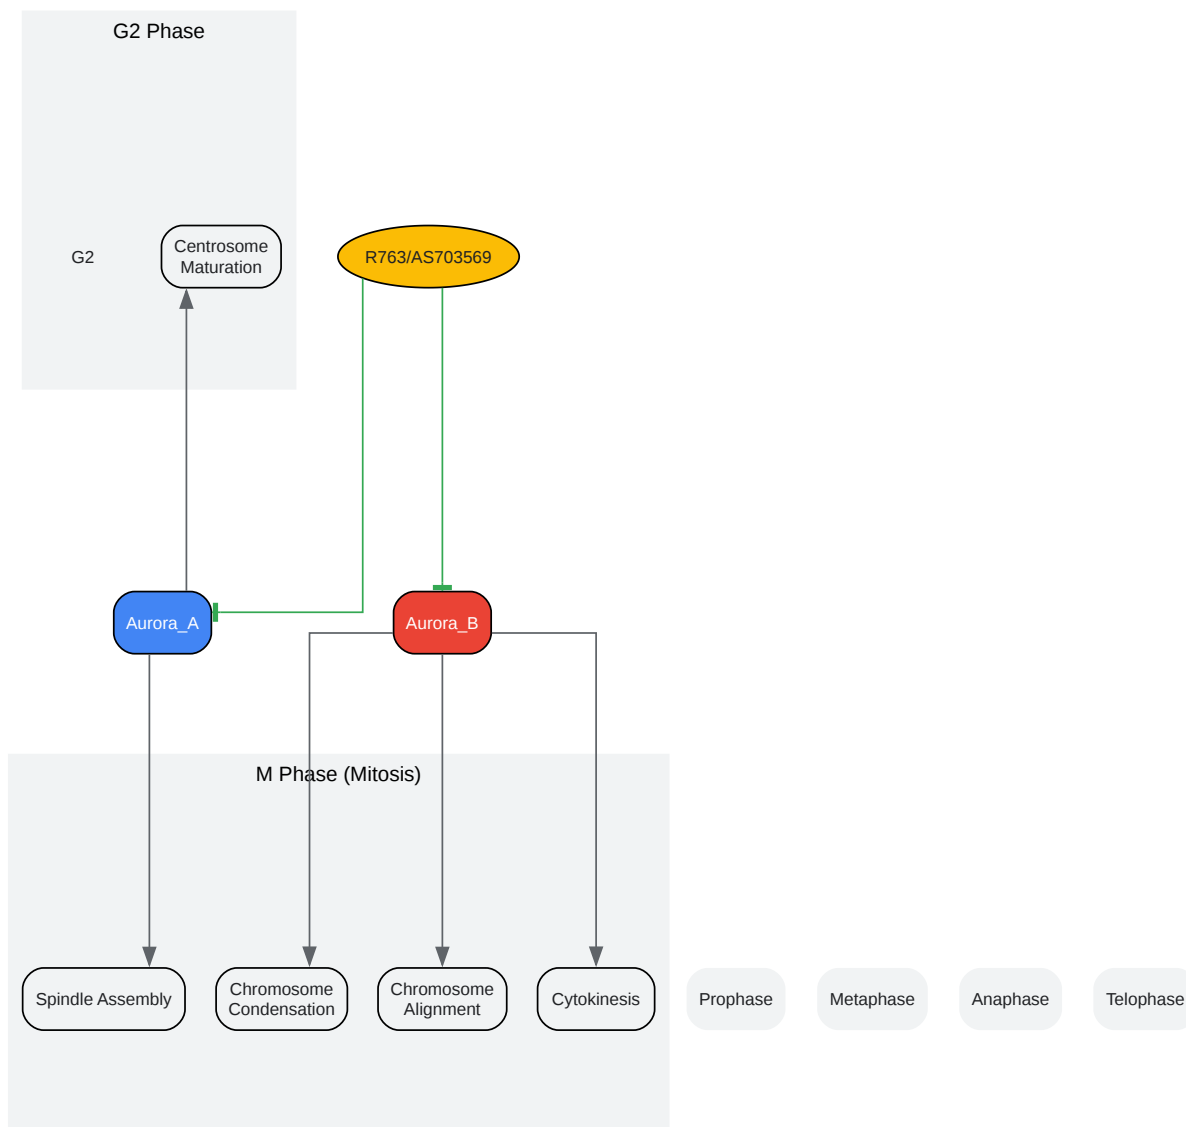 G2 Phase
G2
Centrosome
Maturation
R763/AS703569
Aurora_A
Aurora_B
M Phase (Mitosis)
Spindle Assembly
Chromosome
Condensation
Chromosome
Alignment
Cytokinesis
Prophase
Metaphase
Anaphase
Telophase